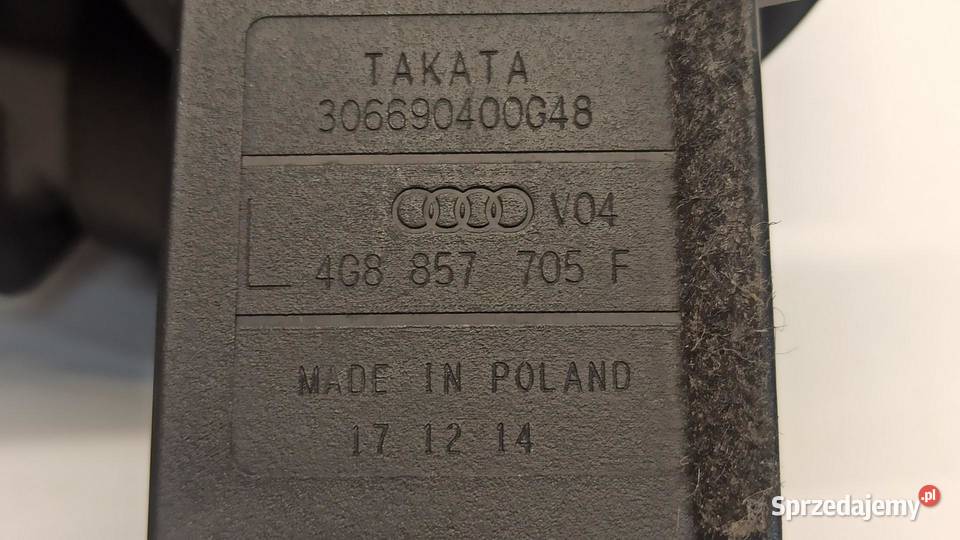 TAKATA
306690400G48
V04
4G8 857 705 F
MADE IN POLAND
17 12 14
Sprzedajemy.pl